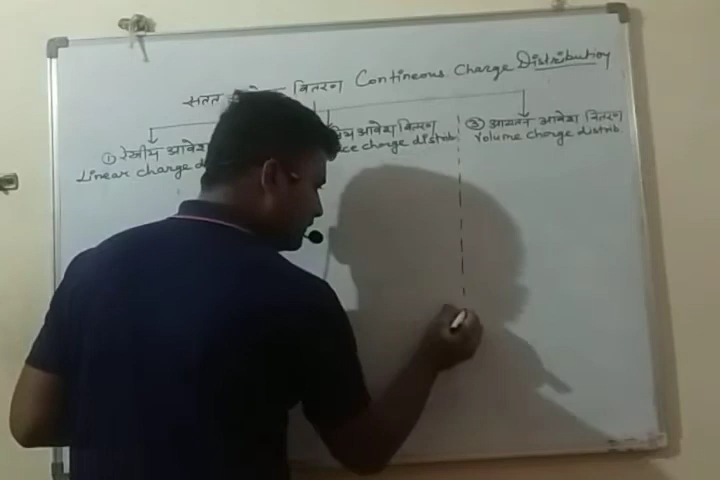 सतत वितरण Contineous Charge Distribution
① रेखीय आवेश
Linear charge d
आवेश वितरण
ce charge distrib.
③ आयतन आवेश वितरण
Volume charge distrib.